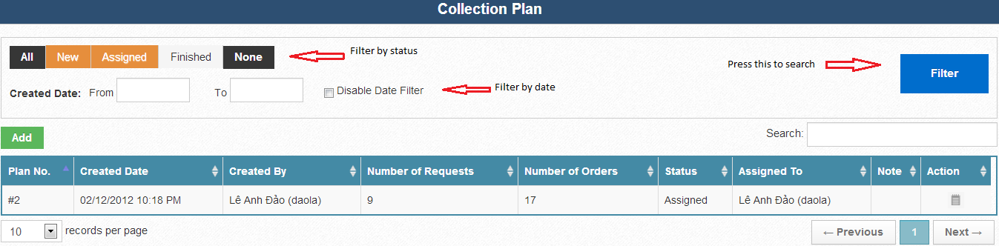 Collection Plan
All New Assigned Finished None
Filter by status
Press this to search
Filter
Created Date: From To Disable Date Filter
Filter by date
Add
Search:
Plan No. Created Date Created By Number of Requests Number of Orders Status Assigned To Note Action
#2 02/12/2012 10:18 PM Lê Anh Đảo (daola) 9 17 Assigned Lê Anh Đảo (daola)
10 records per page
← Previous 1 Next →